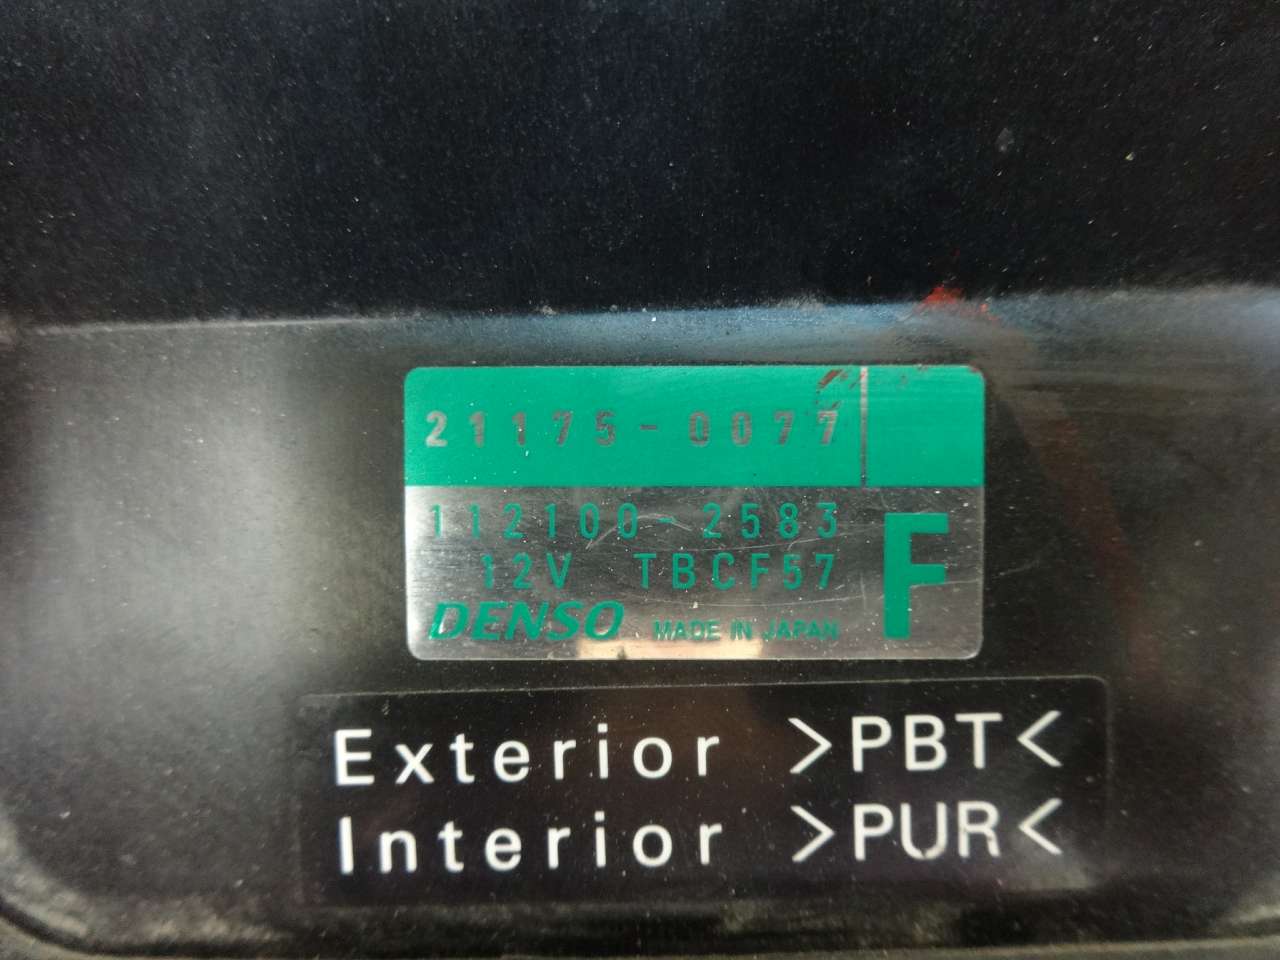 21175-0077
112100-2583
12V TBCF57
F
DENSO MADE IN JAPAN
Exterior >PBT<
Interior >PUR<